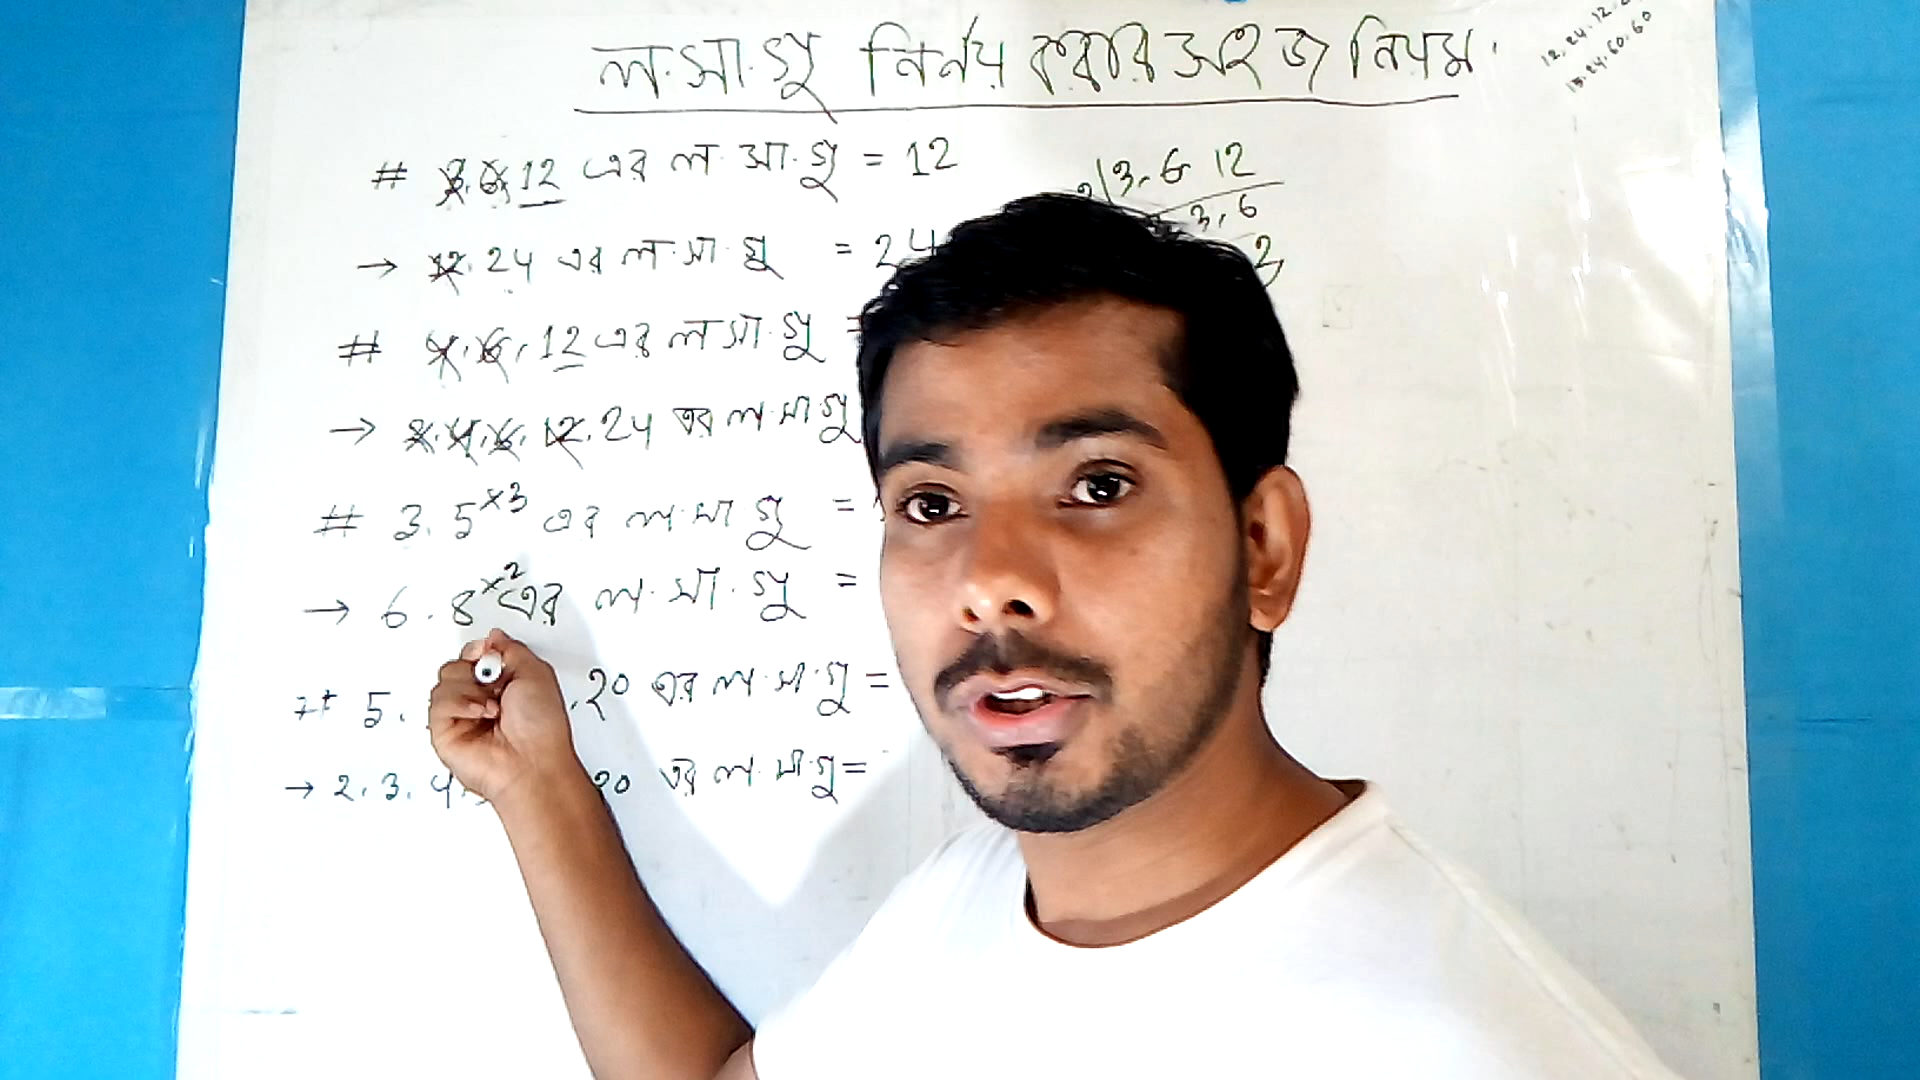 ল.সা.গু নির্নয় করার সহজ নিয়ম.
12.24.12.
15.24.60.60
# 3.6.12 এর ল.সা.গু = 12
3.6 12
3,6
2
→ 12.24 এর ল.সা.গু = 24
# 4.6.12 এর ল.সা.গু =
→ 2.4.6.12.24 এর ল.সা.গু
# 3.5×3 এর ল.সা.গু =
→ 6.8×2 এর ল.সা.গু =
# 5. .20 এর ল.সা.গু =
→ 2.3.4. 20 এর ল.সা.গু=